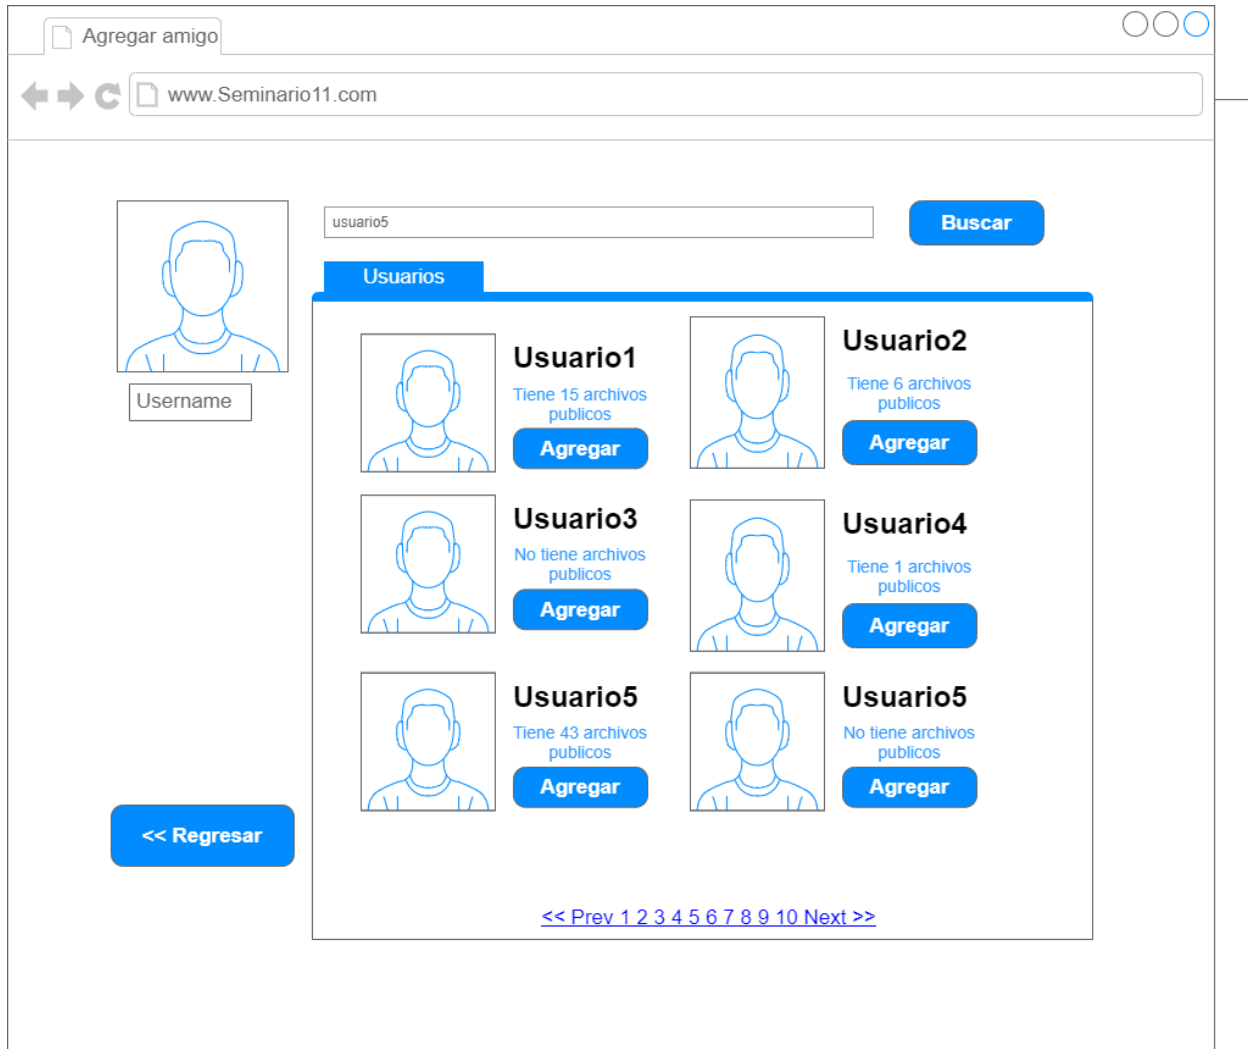 Agregar amigo
www.Seminario11.com
usuario5
Buscar
Username
Usuarios
Usuario1
Tiene 15 archivos
publicos
Agregar
Usuario2
Tiene 6 archivos
publicos
Agregar
Usuario3
No tiene archivos
publicos
Agregar
Usuario4
Tiene 1 archivos
publicos
Agregar
Usuario5
Tiene 43 archivos
publicos
Agregar
Usuario5
No tiene archivos
publicos
Agregar
<< Regresar
<< Prev 1 2 3 4 5 6 7 8 9 10 Next >>